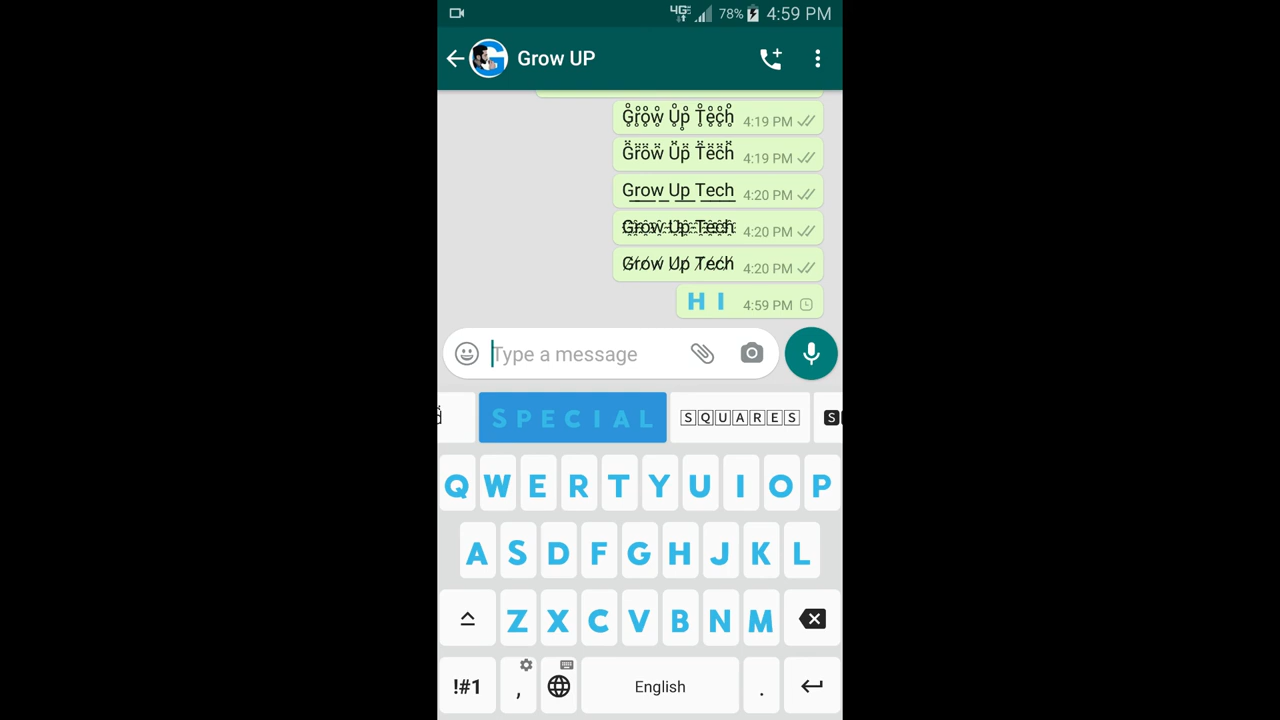 4G 78% 4:59 PM
Grow UP
Grow Up Tech 4:19 PM
Grow Up Tech 4:19 PM
Grow Up Tech 4:20 PM
Grow Up Tech 4:20 PM
Grow Up Tech 4:20 PM
H I 4:59 PM
Type a message
S P E C I A L SQUARES S
Q W E R T Y U I O P
A S D F G H J K L
Z X C V B N M
!#1 , English .